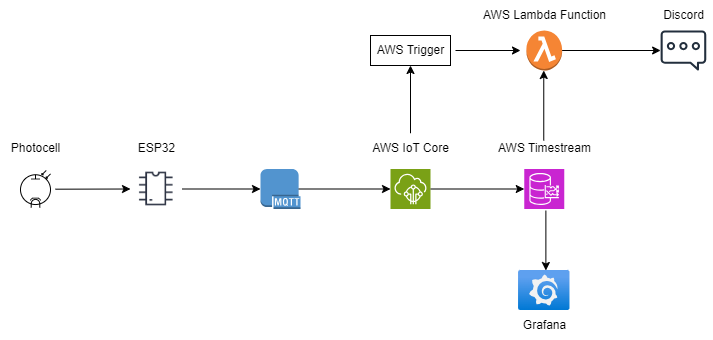 AWS Lambda Function
Discord
AWS Trigger
Photocell
ESP32
AWS IoT Core
AWS Timestream
MQTT
Grafana